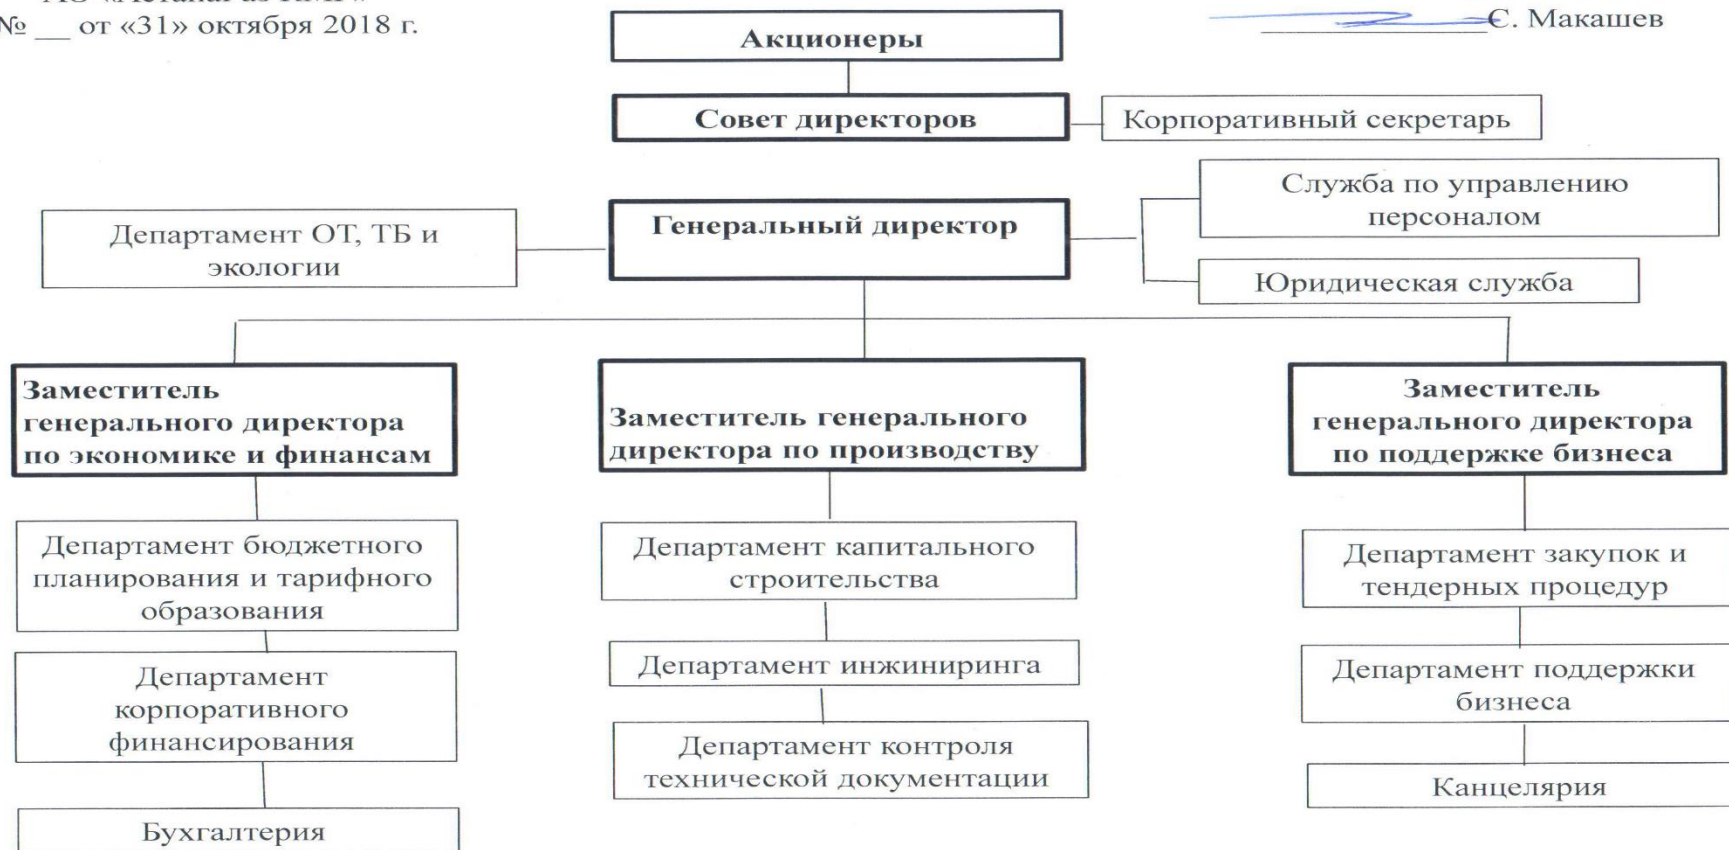 № __ от «31» октября 2018 г.
С. Макашев
Акционеры
Совет директоров
Корпоративный секретарь
Служба по управлению
персоналом
Генеральный директор
Департамент ОТ, ТБ и
экологии
Юридическая служба
Заместитель
генерального директора
по экономике и финансам
Заместитель генерального
директора по производству
Заместитель
генерального директора
по поддержке бизнеса
Департамент бюджетного
планирования и тарифного
образования
Департамент капитального
строительства
Департамент закупок и
тендерных процедур
Департамент
корпоративного
финансирования
Департамент инжиниринга
Департамент поддержки
бизнеса
Департамент контроля
технической документации
Канцелярия
Бухгалтерия